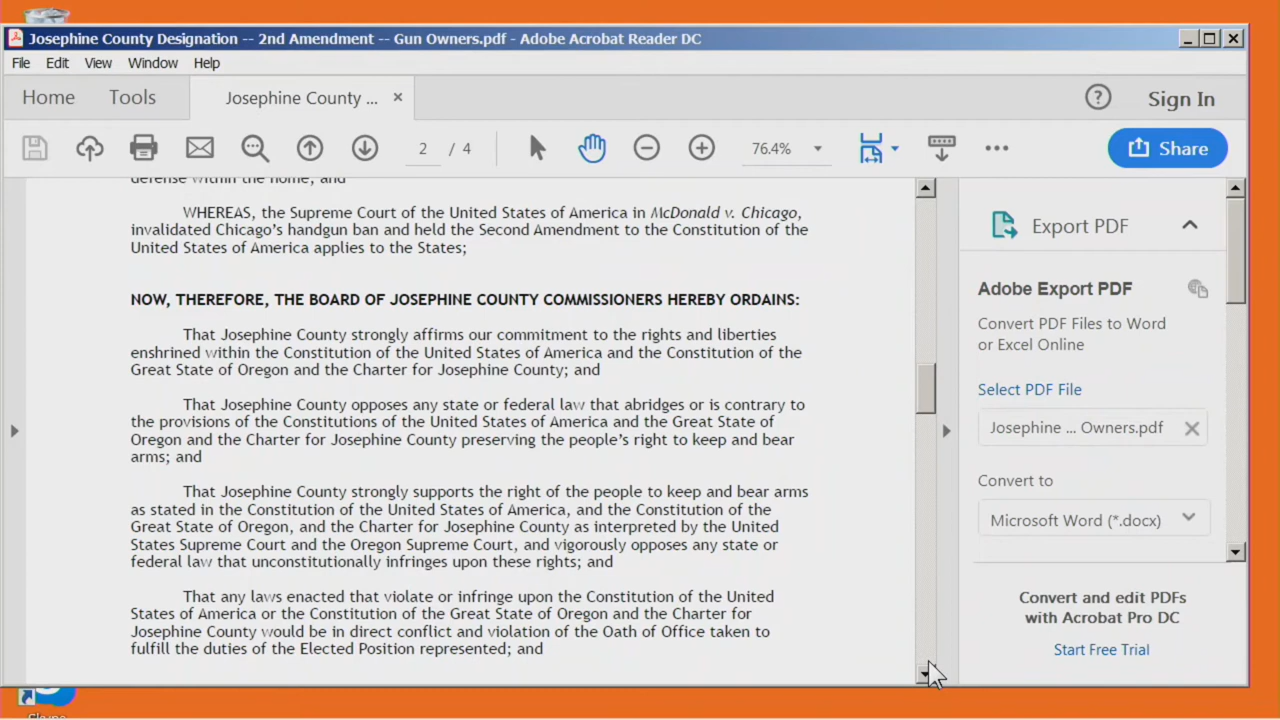 Josephine County Designation -- 2nd Amendment -- Gun Owners.pdf - Adobe Acrobat Reader DC
File Edit View Window Help
Home Tools Josephine County ... Sign In
2 / 4 76.4% Share
defense within the home; and
WHEREAS, the Supreme Court of the United States of America in McDonald v. Chicago,
invalidated Chicago's handgun ban and held the Second Amendment to the Constitution of the
United States of America applies to the States;
NOW, THEREFORE, THE BOARD OF JOSEPHINE COUNTY COMMISSIONERS HEREBY ORDAINS:
That Josephine County strongly affirms our commitment to the rights and liberties
enshrined within the Constitution of the United States of America and the Constitution of the
Great State of Oregon and the Charter for Josephine County; and
That Josephine County opposes any state or federal law that abridges or is contrary to
the provisions of the Constitutions of the United States of America and the Great State of
Oregon and the Charter for Josephine County preserving the people's right to keep and bear
arms; and
That Josephine County strongly supports the right of the people to keep and bear arms
as stated in the Constitution of the United States of America, and the Constitution of the
Great State of Oregon, and the Charter for Josephine County as interpreted by the United
States Supreme Court and the Oregon Supreme Court, and vigorously opposes any state or
federal law that unconstitutionally infringes upon these rights; and
That any laws enacted that violate or infringe upon the Constitution of the United
States of America or the Constitution of the Great State of Oregon and the Charter for
Josephine County would be in direct conflict and violation of the Oath of Office taken to
fulfill the duties of the Elected Position represented; and
Export PDF
Adobe Export PDF
Convert PDF Files to Word
or Excel Online
Select PDF File
Josephine ... Owners.pdf
Convert to
Microsoft Word (*.docx)
Convert and edit PDFs
with Acrobat Pro DC
Start Free Trial